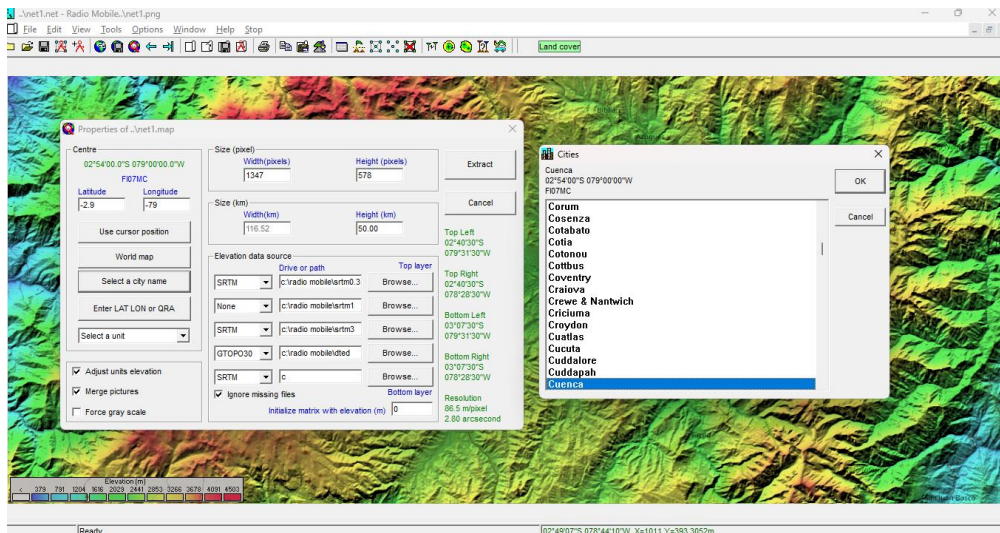 ..\net1.net - Radio Mobile..\net1.png
File Edit View Tools Options Window Help Stop
Land cover
Properties of ..\net1.map
Centre
02°54'00.0"S 079°00'00.0"W
FI07MC
Latitude Longitude
-2.9 -79
Use cursor position
World map
Select a city name
Enter LAT LON or QRA
Select a unit
Adjust units elevation
Merge pictures
Force gray scale
Size (pixel)
Width(pixels) Height (pixels)
1347 578
Size (km)
Width(km) Height (km)
116.52 50.00
Elevation data source
Drive or path Top layer
SRTM c:\radio mobile\srtm0.3 Browse...
None c:\radio mobile\srtm1 Browse...
SRTM c:\radio mobile\srtm3 Browse...
GTOPO30 c:\radio mobile\dted Browse...
SRTM c Browse...
Ignore missing files Bottom layer
Initialize matrix with elevation (m) 0
Extract
Cancel
Top Left
02°40'30"S
079°31'30"W
Top Right
02°40'30"S
078°28'30"W
Bottom Left
03°07'30"S
079°31'30"W
Bottom Right
03°07'30"S
078°28'30"W
Resolution
86.5 m/pixel
2.80 arcsecond
Cities
Cuenca
02°54'00"S 079°00'00"W
FI07MC
OK
Cancel
Corum
Cosenza
Cotabato
Cotia
Cotonou
Cottbus
Coventry
Craiova
Crewe & Nantwich
Criciuma
Croydon
Cuatlas
Cucuta
Cuddalore
Cuddapah
Cuenca
Elevation (m)
< 379 791 1204 1616 2029 2441 2853 3266 3678 4091 4503
Ready
02°49'07"S 078°44'10"W X=1011 Y=393 3052m